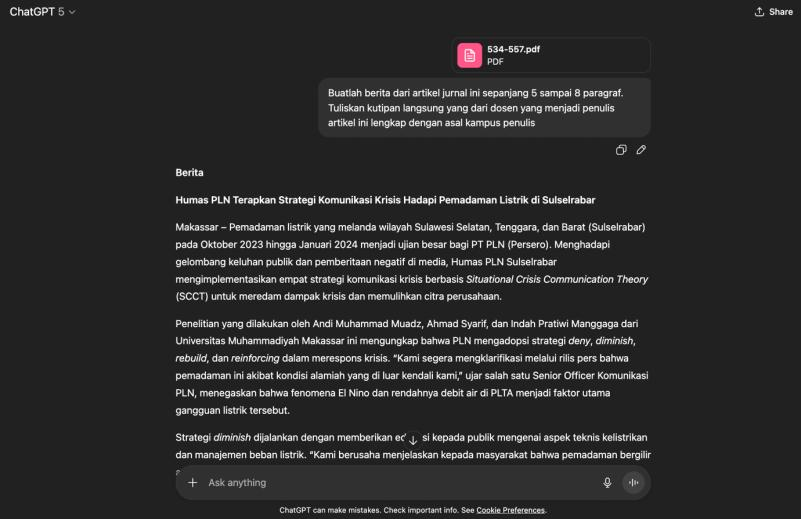 ChatGPT 5
Share
534-557.pdf
PDF
Buatlah berita dari artikel jurnal ini sepanjang 5 sampai 8 paragraf.
Tuliskan kutipan langsung yang dari dosen yang menjadi penulis
artikel ini lengkap dengan asal kampus penulis
Berita
Humas PLN Terapkan Strategi Komunikasi Krisis Hadapi Pemadaman Listrik di Sulselrabar
Makassar – Pemadaman listrik yang melanda wilayah Sulawesi Selatan, Tenggara, dan Barat (Sulselrabar)
pada Oktober 2023 hingga Januari 2024 menjadi ujian besar bagi PT PLN (Persero). Menghadapi
gelombang keluhan publik dan pemberitaan negatif di media, Humas PLN Sulselrabar
mengimplementasikan empat strategi komunikasi krisis berbasis Situational Crisis Communication Theory
(SCCT) untuk meredam dampak krisis dan memulihkan citra perusahaan.
Penelitian yang dilakukan oleh Andi Muhammad Muadz, Ahmad Syarif, dan Indah Pratiwi Manggaga dari
Universitas Muhammadiyah Makassar ini mengungkap bahwa PLN mengadopsi strategi deny, diminish,
rebuild, dan reinforcing dalam merespons krisis. “Kami segera mengklarifikasi melalui rilis pers bahwa
pemadaman ini akibat kondisi alamiah yang di luar kendali kami,” ujar salah satu Senior Officer Komunikasi
PLN, menegaskan bahwa fenomena El Nino dan rendahnya debit air di PLTA menjadi faktor utama
gangguan listrik tersebut.
Strategi diminish dijalankan dengan memberikan si kepada publik mengenai aspek teknis kelistrikan
dan manajemen beban listrik. “Kami berusaha menjelaskan kepada masyarakat bahwa pemadaman bergilir
Ask anything
ChatGPT can make mistakes. Check important info. See Cookie Preferences.